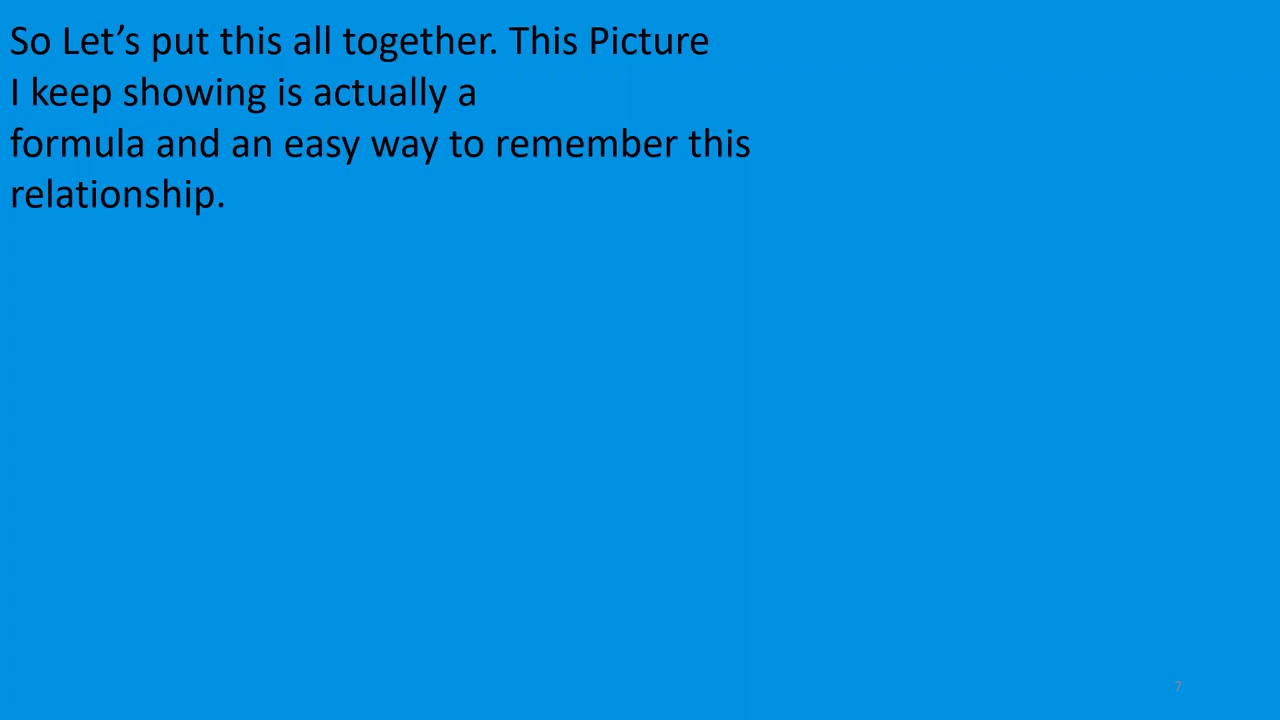 So Let’s put this all together. This Picture
I keep showing is actually a
formula and an easy way to remember this
relationship.
7